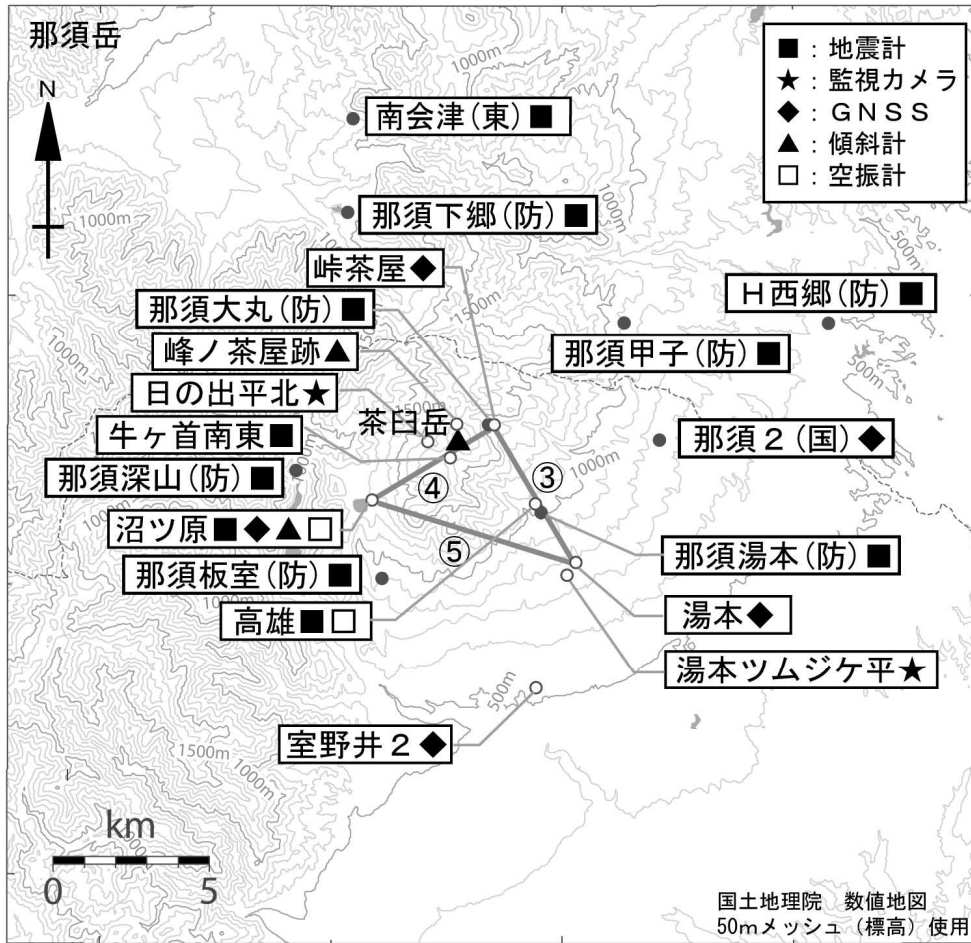 那須岳
N
■：地震計
★：監視カメラ
◆：ＧＮＳＳ
▲：傾斜計
□：空振計
1000m
南会津(東)■
1000m
那須下郷(防)■
500m
峠茶屋◆
Ｈ西郷(防)■
那須大丸(防)■
1500m
峰ノ茶屋跡▲
那須甲子(防)■
日の出平北★
茶臼岳
牛ヶ首南東■
那須２(国)◆
那須深山(防)■
1000m
③
④
沼ツ原■◆▲□
⑤
那須湯本(防)■
那須板室(防)■
1000m
高雄■□
湯本◆
湯本ツムジケ平★
500m
室野井２◆
1500m
1000m
km
0 5
国土地理院　数値地図
50mメッシュ（標高）使用